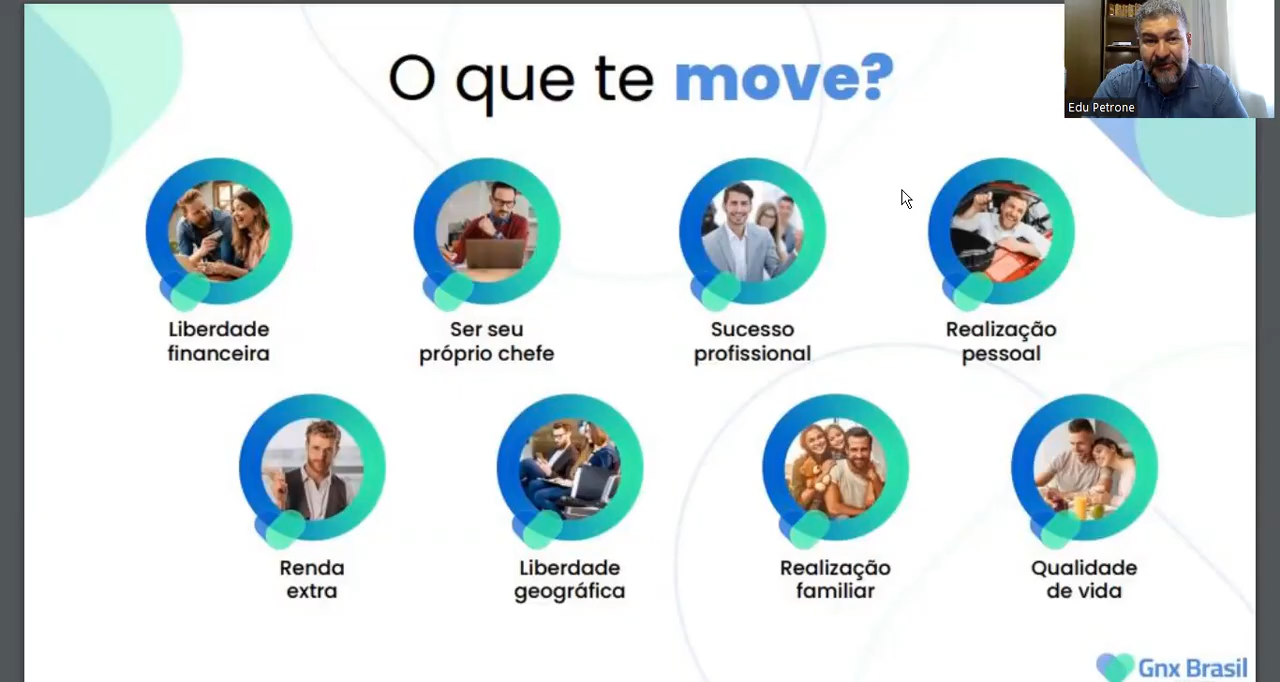 O que te move?
Edu Petrone
Liberdade
financeira
Ser seu
próprio chefe
Sucesso
profissional
Realização
pessoal
Renda
extra
Liberdade
geográfica
Realização
familiar
Qualidade
de vida
Gnx Brasil